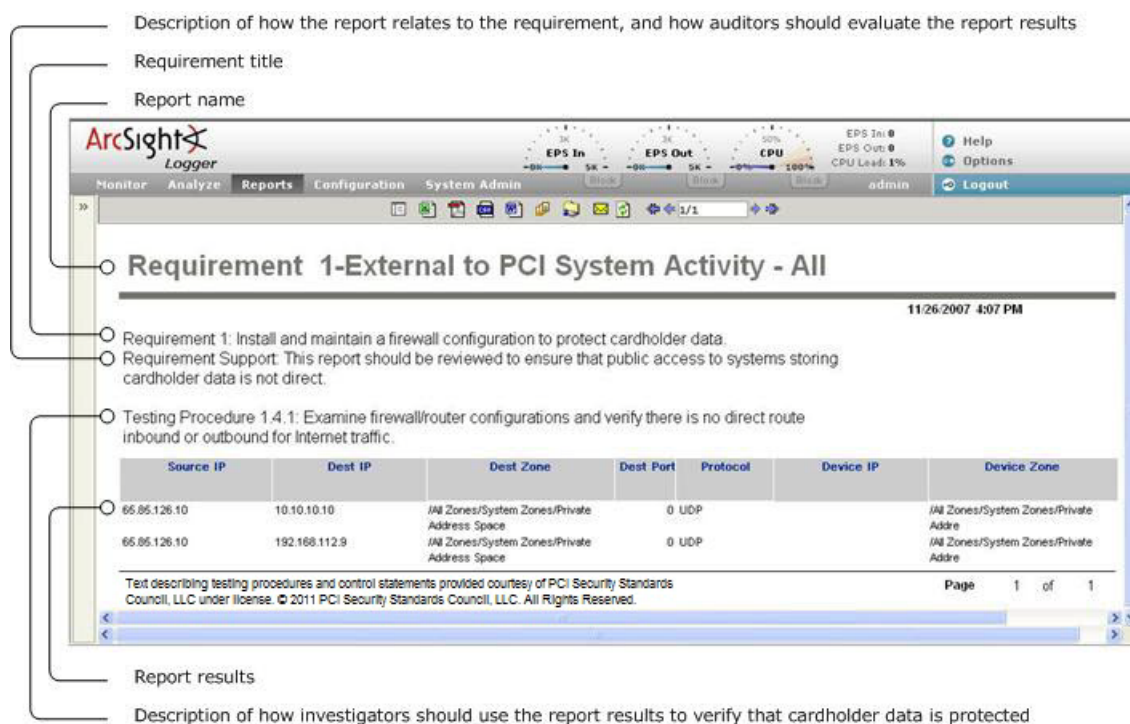 Description of how the report relates to the requirement, and how auditors should evaluate the report results
Requirement title
Report name
ArcSight
Logger
3K
EPS In
0K 5K
3K
EPS Out
0K 5K
50%
CPU
0% 100%
EPS In: 0
EPS Out: 0
CPU Load: 1%
Help
Options
Monitor Analyze Reports Configuration System Admin admin Logout
» 1/1
Requirement 1-External to PCI System Activity - All
11/26/2007 4:07 PM
Requirement 1: Install and maintain a firewall configuration to protect cardholder data.
Requirement Support: This report should be reviewed to ensure that public access to systems storing
cardholder data is not direct.
Testing Procedure 1.4.1: Examine firewall/router configurations and verify there is no direct route
inbound or outbound for Internet traffic.
Source IP Dest IP Dest Zone Dest Port Protocol Device IP Device Zone
65.85.126.10 10.10.10.10 /All Zones/System Zones/Private 0 UDP /All Zones/System Zones/Private
Address Space Addre
65.85.126.10 192.168.112.9 /All Zones/System Zones/Private 0 UDP /All Zones/System Zones/Private
Address Space Addre
Text describing testing procedures and control statements provided courtesy of PCI Security Standards
Council, LLC under license. © 2011 PCI Security Standards Council, LLC. All Rights Reserved.
Page 1 of 1
Report results
Description of how investigators should use the report results to verify that cardholder data is protected